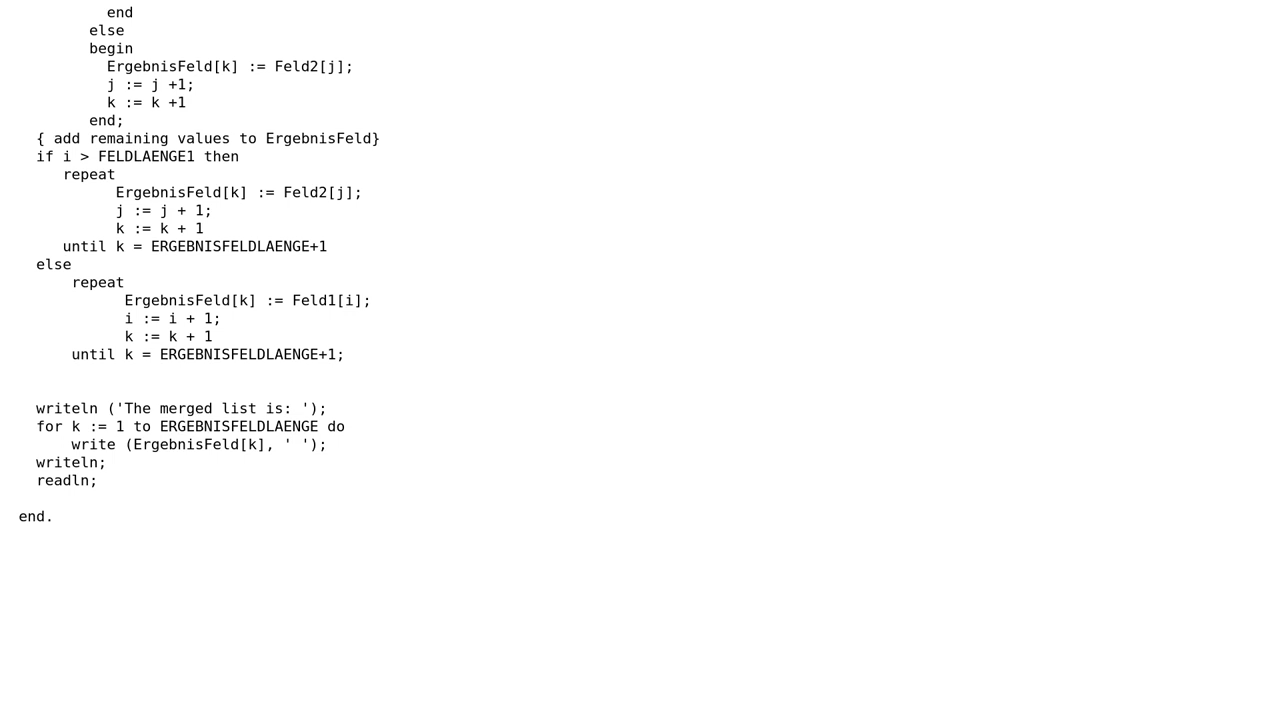 end
else
begin
ErgebnisFeld[k] := Feld2[j];
j := j +1;
k := k +1
end;
{ add remaining values to ErgebnisFeld}
if i > FELDLAENGE1 then
repeat
ErgebnisFeld[k] := Feld2[j];
j := j + 1;
k := k + 1
until k = ERGEBNISFELDLAENGE+1
else
repeat
ErgebnisFeld[k] := Feld1[i];
i := i + 1;
k := k + 1
until k = ERGEBNISFELDLAENGE+1;
writeln ('The merged list is: ');
for k := 1 to ERGEBNISFELDLAENGE do
write (ErgebnisFeld[k], ' ');
writeln;
readln;
end.